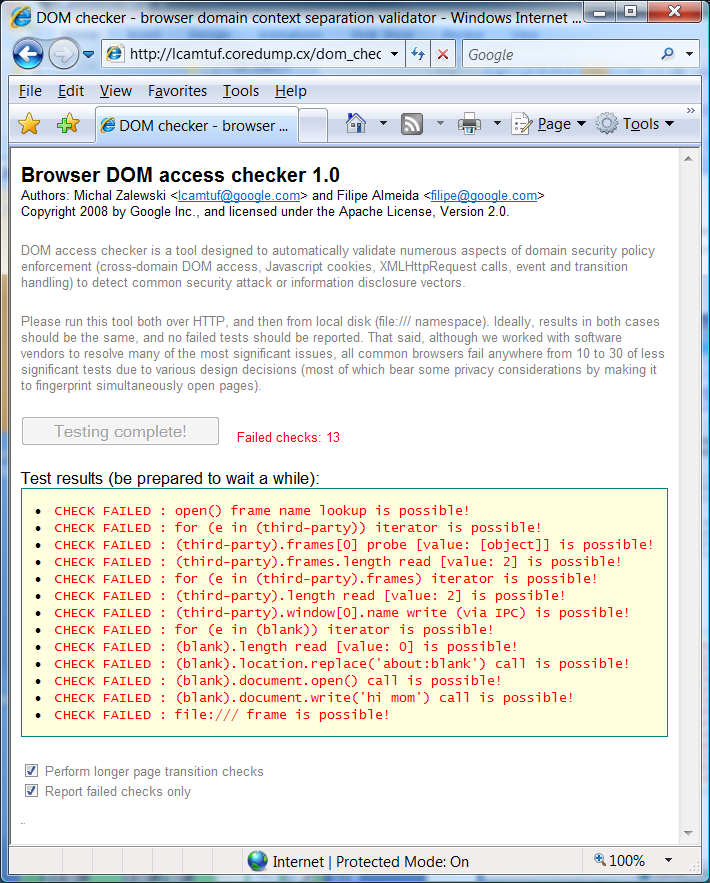 DOM checker - browser domain context separation validator - Windows Internet ...
http://lcamtuf.coredump.cx/dom_chec
Google
File Edit View Favorites Tools Help
DOM checker - browser ...
Page Tools
Browser DOM access checker 1.0
Authors: Michal Zalewski <lcamtuf@google.com> and Filipe Almeida <filipe@google.com>
Copyright 2008 by Google Inc., and licensed under the Apache License, Version 2.0.
DOM access checker is a tool designed to automatically validate numerous aspects of domain security policy
enforcement (cross-domain DOM access, Javascript cookies, XMLHttpRequest calls, event and transition
handling) to detect common security attack or information disclosure vectors.
Please run this tool both over HTTP, and then from local disk (file:/// namespace). Ideally, results in both cases
should be the same, and no failed tests should be reported. That said, although we worked with software
vendors to resolve many of the most significant issues, all common browsers fail anywhere from 10 to 30 of less
significant tests due to various design decisions (most of which bear some privacy considerations by making it
to fingerprint simultaneously open pages).
Testing complete!
Failed checks: 13
Test results (be prepared to wait a while):
• CHECK FAILED : open() frame name lookup is possible!
• CHECK FAILED : for (e in (third-party)) iterator is possible!
• CHECK FAILED : (third-party).frames[0] probe [value: [object]] is possible!
• CHECK FAILED : (third-party).frames.length read [value: 2] is possible!
• CHECK FAILED : for (e in (third-party).frames) iterator is possible!
• CHECK FAILED : (third-party).length read [value: 2] is possible!
• CHECK FAILED : (third-party).window[0].name write (via IPC) is possible!
• CHECK FAILED : for (e in (blank)) iterator is possible!
• CHECK FAILED : (blank).length read [value: 0] is possible!
• CHECK FAILED : (blank).location.replace('about:blank') call is possible!
• CHECK FAILED : (blank).document.open() call is possible!
• CHECK FAILED : (blank).document.write('hi mom') call is possible!
• CHECK FAILED : file:/// frame is possible!
Perform longer page transition checks
Report failed checks only
..
Internet | Protected Mode: On
100%